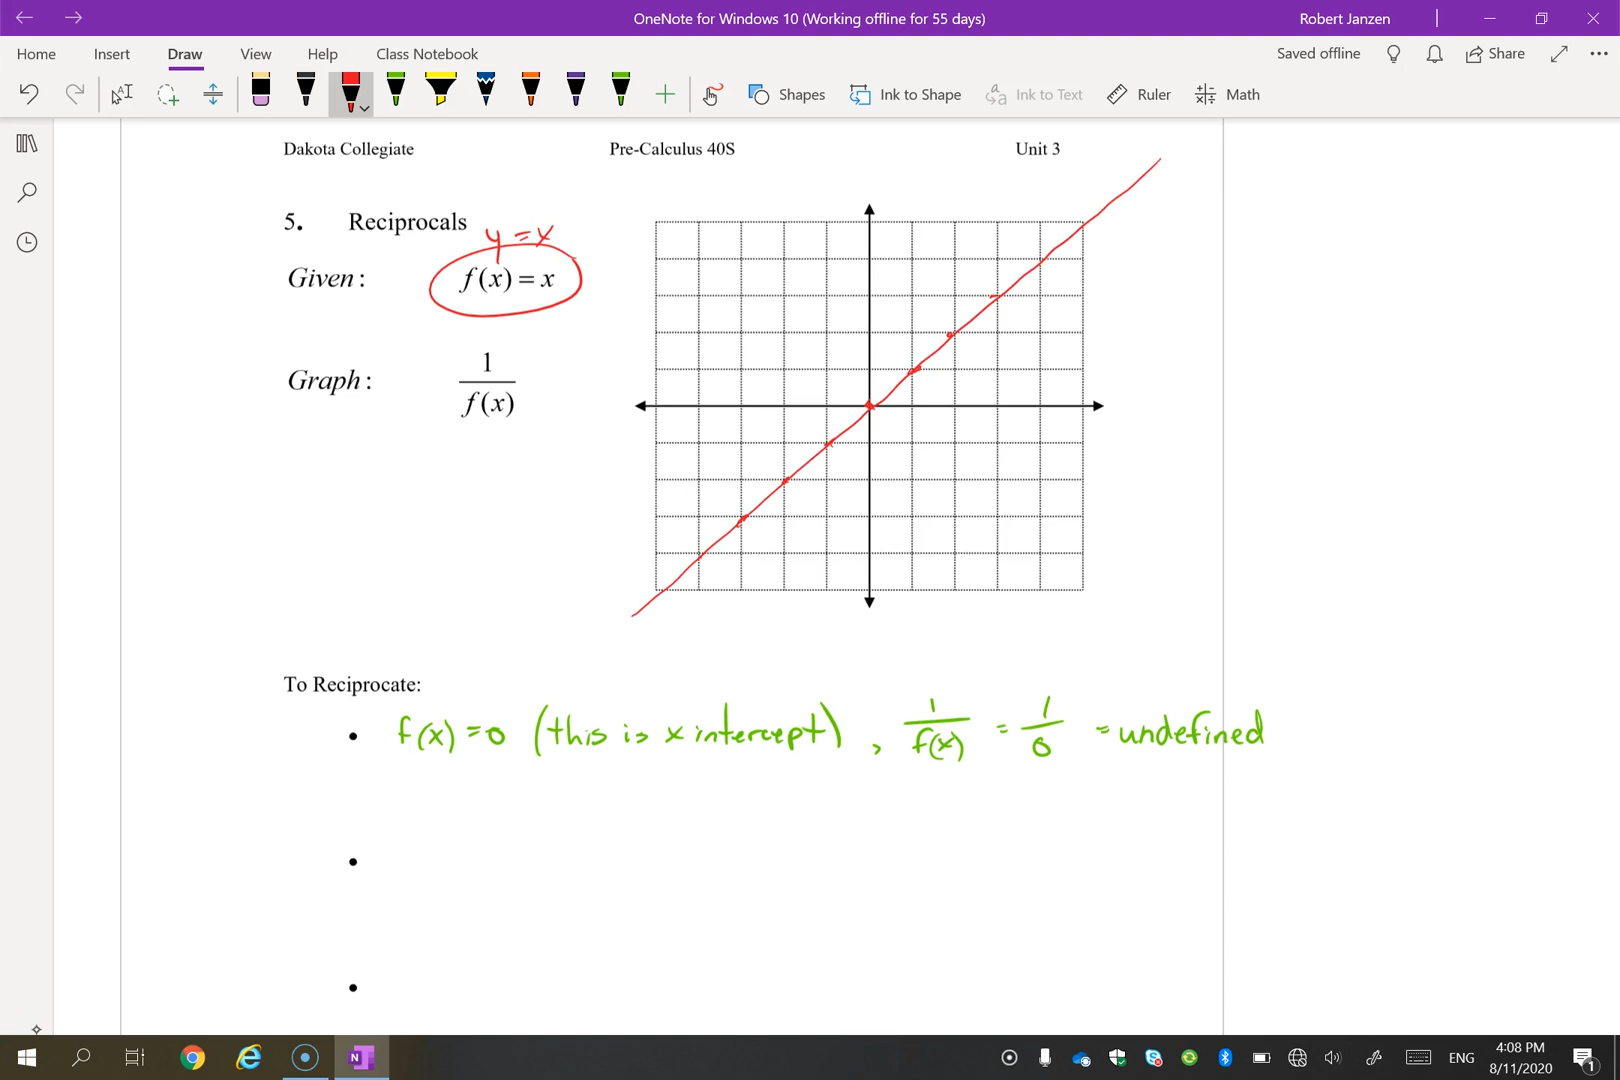 OneNote for Windows 10 (Working offline for 55 days)
Robert Janzen
Home Insert Draw View Help Class Notebook
Saved offline
Share
Shapes Ink to Shape Ink to Text Ruler Math
Dakota Collegiate Pre-Calculus 40S Unit 3
5. Reciprocals
y = x
Given: f(x) = x
Graph: 1/f(x)
To Reciprocate:
• f(x) = 0 (this is x intercept), 1/f(x) = 1/0 = undefined
•
•
ENG
4:08 PM
8/11/2020
1